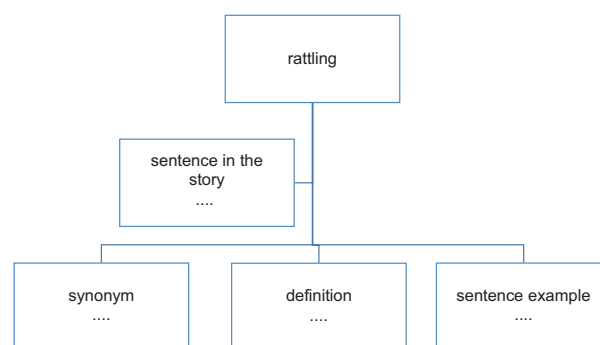 rattling
sentence in the
story
....
synonym
....
definition
....
sentence example
....